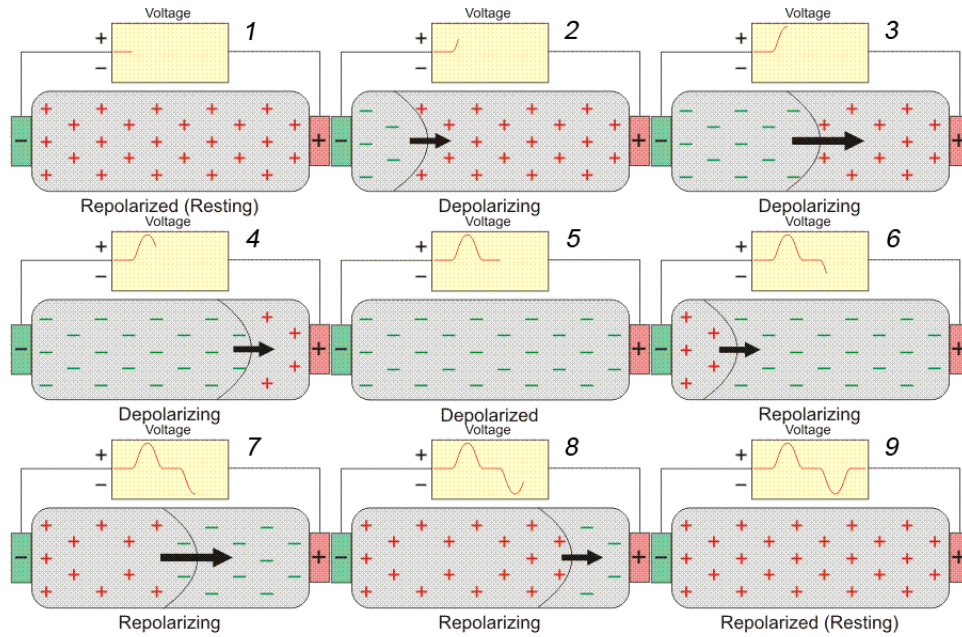 Voltage 1
Voltage 2
Voltage 3
Repolarized (Resting)
Depolarizing
Depolarizing
Voltage 4
Voltage 5
Voltage 6
Depolarizing
Depolarized
Repolarizing
Voltage 7
Voltage 8
Voltage 9
Repolarizing
Repolarizing
Repolarized (Resting)